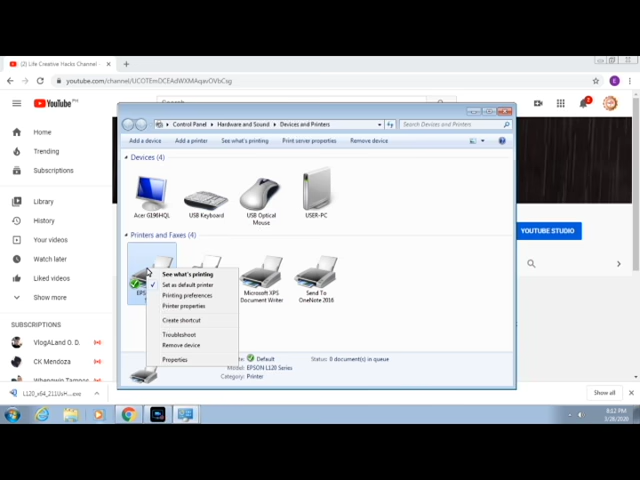 (2) Life Creative Hacks Channel -
youtube.com/channel/
YouTube PH
Search
Home
Trending
Subscriptions
Library
History
Your videos
Watch later
Liked videos
Show more
SUBSCRIPTIONS
VlogALand O. D.
CK Mendoza
YOUTUBE STUDIO
Control Panel
Hardware and Sound
Devices and Printers
Search Devices and Printers
Add a device
Add a printer
See what's printing
Print server properties
Remove device
Devices (4)
Acer G196HQL
USB Keyboard
USB Optical
Mouse
USER-PC
Printers and Faxes (4)
Microsoft XPS
Document Writer
Send To
OneNote 2016
See what's printing
Set as default printer
Printing preferences
Printer properties
Create shortcut
Troubleshoot
Remove device
Properties
Default
Status: 0 document(s) in queue
Model: EPSON L120 Series
Category: Printer
Show all
8:12 PM